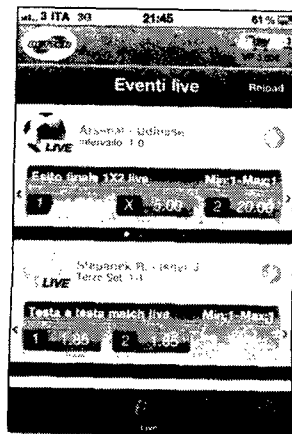 3 ITA 3G 21:45 61%
Eventi live Reload
Arsenal - Udinese
LIVE Intervallo 1-0
Esito finale 1X2 live Min:1-Max:1
1 X 5.00 2 20.00
Stepanek R. -
LIVE Terzo Set 1-1
Testa a testa match live Min:1-Max:1
1 1.85 2 1.85
Live